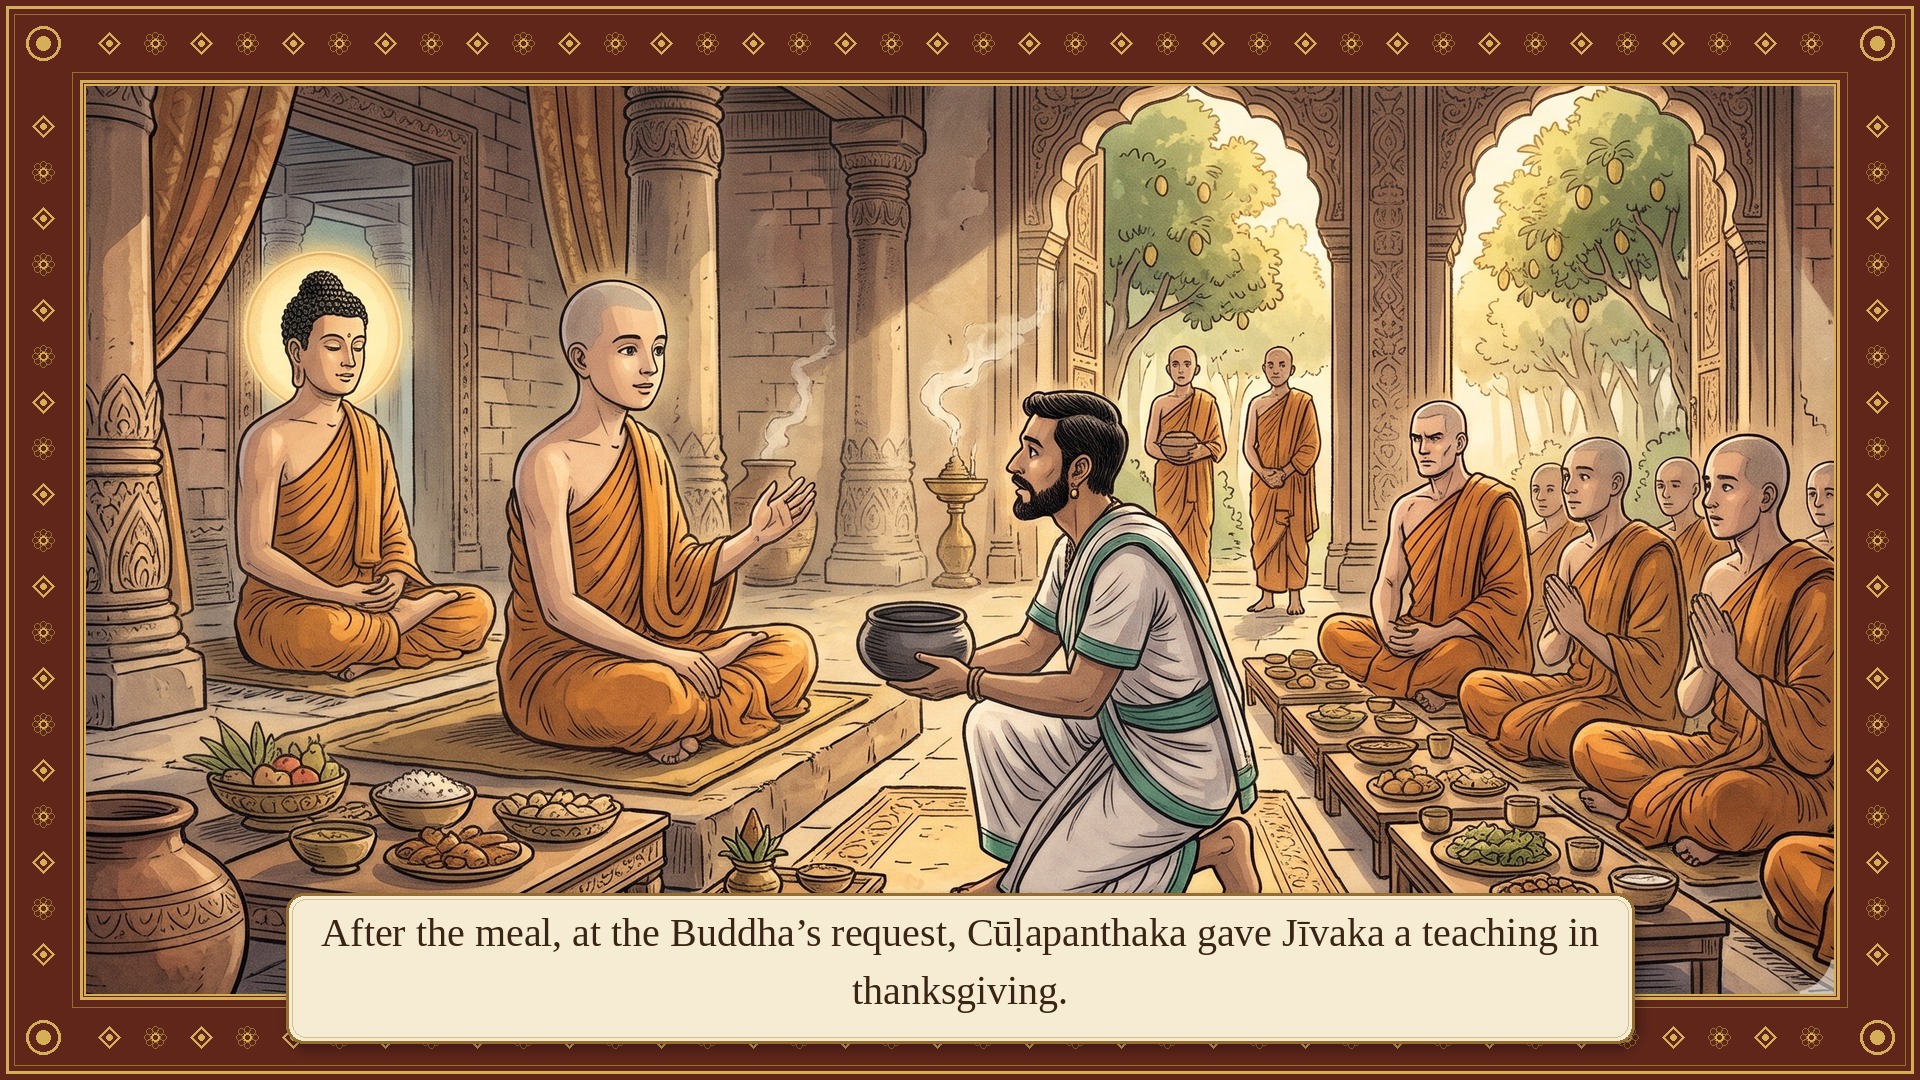 After the meal, at the Buddha’s request, Cūḷapanthaka gave Jīvaka a teaching in
thanksgiving.